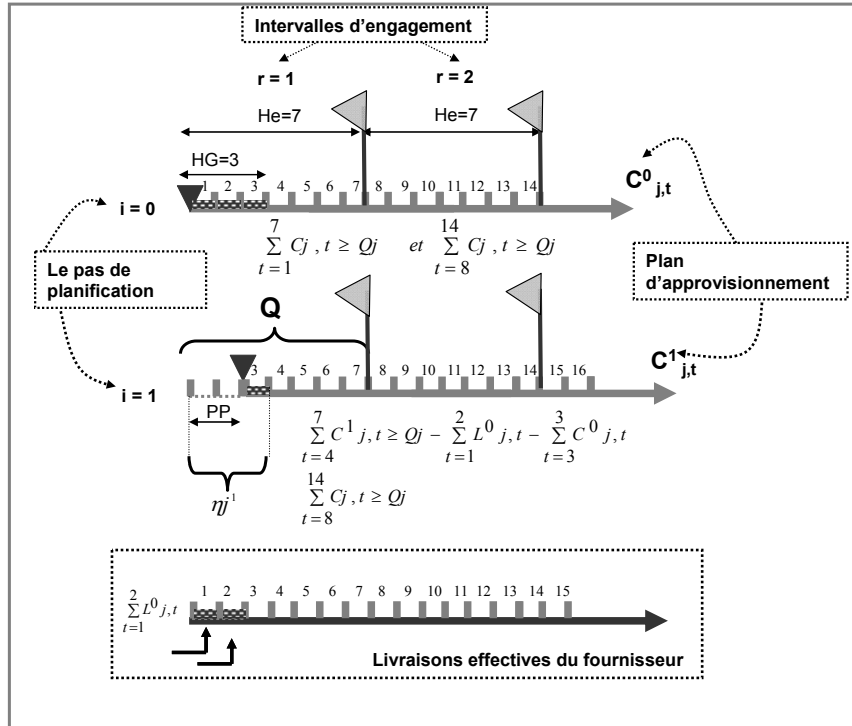 Intervalles d'engagement
r = 1 r = 2
He=7 He=7
HG=3
1 2 3 4 5 6 7 8 9 10 11 12 13 14
i = 0
C⁰ j,t
7 14
∑ Cj , t ≥ Qj et ∑ Cj , t ≥ Qj
t = 1 t = 8
Le pas de
planification
Plan
d'approvisionnement
Q
3 4 5 6 7 8 9 10 11 12 13 14 15 16
i = 1
C¹ j,t
PP
7 2 3
∑ C¹ j, t ≥ Qj – ∑ L⁰ j, t – ∑ C⁰ j, t
t = 4 t = 1 t = 3
ηj¹
14
∑ Cj , t ≥ Qj
t = 8
1 2 3 4 5 6 7 8 9 10 11 12 13 14 15
2
∑ L⁰ j, t
t=1
Livraisons effectives du fournisseur